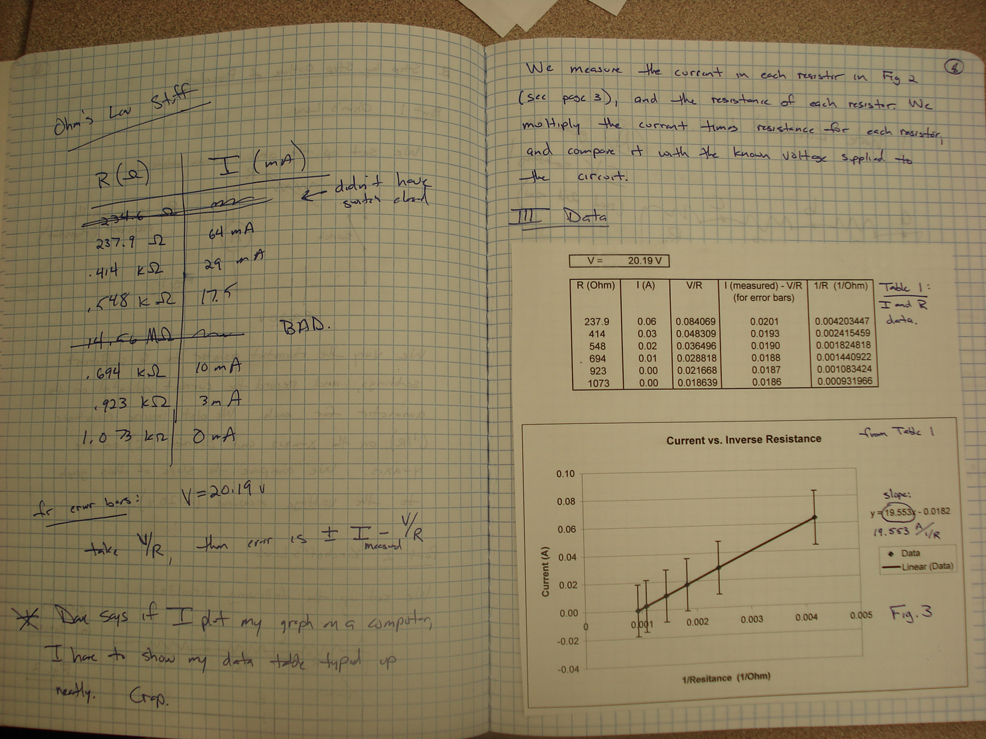 Ohm's Law Stuff
R (Ω) I (mA)
234.6 Ω
← didn't have
switch closed
237.9 Ω 64 mA
.414 kΩ 29 mA
.548 kΩ 17.5
14.56 MΩ BAD.
.694 kΩ 10 mA
.923 kΩ 3 mA
1.073 kΩ 0 mA
for error bars: V = 20.19 V
take V/R, then error is ± I measured - V/R
* Dan says if I plot my graph on a computer,
I have to show my data table typed up
neatly. Crap.
We measure the current in each resistor in Fig 2
(see page 3), and the resistance of each resistor. We
multiply the current times resistance for each resistor,
and compare it with the known voltage supplied to
the circuit.
III Data
V = 20.19 V
R (Ohm) I (A) V/R I (measured) - V/R 1/R (1/Ohm)
(for error bars)
237.9 0.06 0.084069 0.0201 0.004203447
414 0.03 0.048309 0.0193 0.002415459
548 0.02 0.036496 0.0190 0.001824818
694 0.01 0.028818 0.0188 0.001440922
923 0.00 0.021668 0.0187 0.001083424
1073 0.00 0.018639 0.0186 0.000931966
Table 1:
I and R
data.
Current vs. Inverse Resistance
from Table 1
0.10
0.08
0.06
0.04
0.02
0.00
-0.02
-0.04
0 0.001 0.002 0.003 0.004 0.005
Current (A)
1/Resitance (1/Ohm)
slope:
y = 19.553x - 0.0182
19.553 A/1/R
Data
Linear (Data)
Fig. 3